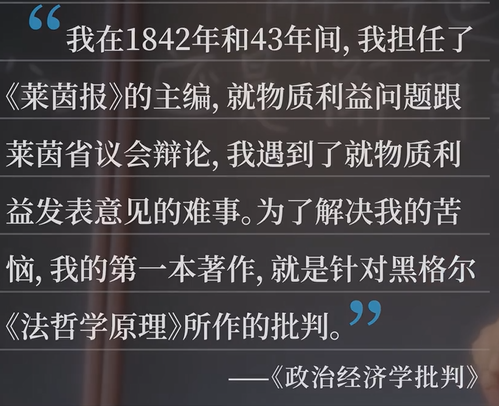 “我在1842年和43年间，我担任了
《莱茵报》的主编，就物质利益问题跟
莱茵省议会辩论，我遇到了就物质利
益发表意见的难事。为了解决我的苦
恼，我的第一本著作，就是针对黑格尔
《法哲学原理》所作的批判。”
——《政治经济学批判》